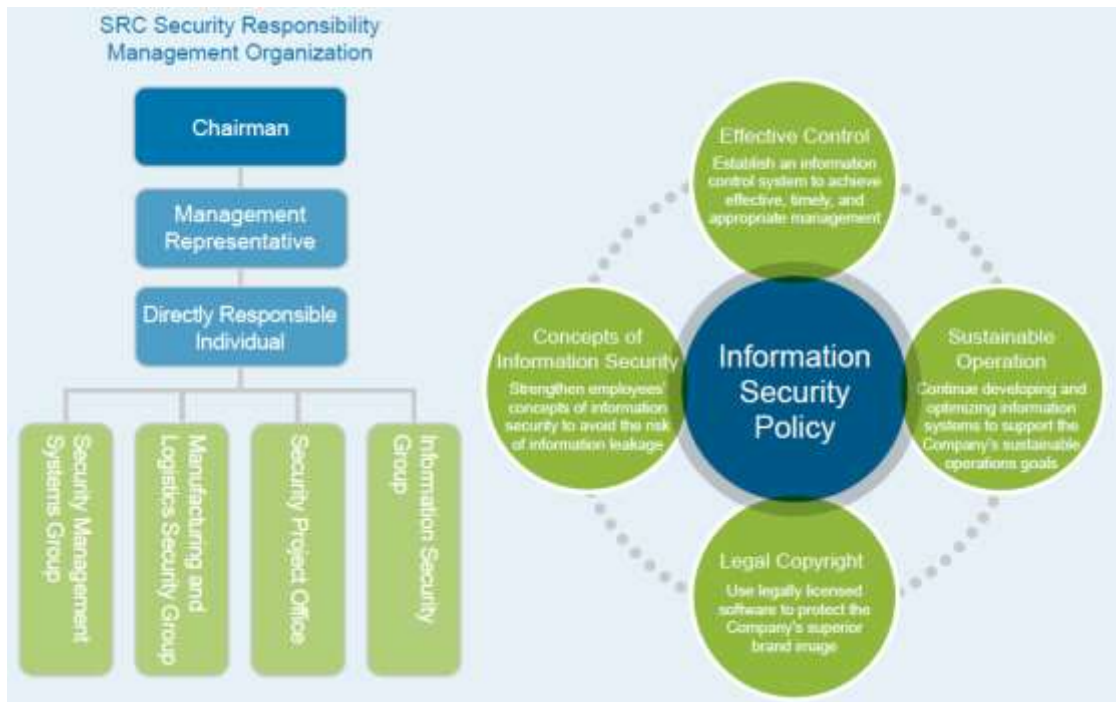 SRC Security Responsibility
Management Organization
Chairman
Management
Representative
Directly Responsible
Individual
Security Management
Systems Group
Manufacturing and
Logistics Security Group
Security Project Office
Information Security
Group
Effective Control
Establish an information
control system to achieve
effective, timely, and
appropriate management
Concepts of
Information Security
Strengthen employees'
concepts of information
security to avoid the risk
of information leakage
Information
Security
Policy
Sustainable
Operation
Continue developing and
optimizing information
systems to support the
Company's sustainable
operations goals
Legal Copyright
Use legally licensed
software to protect the
Company's superior
brand image